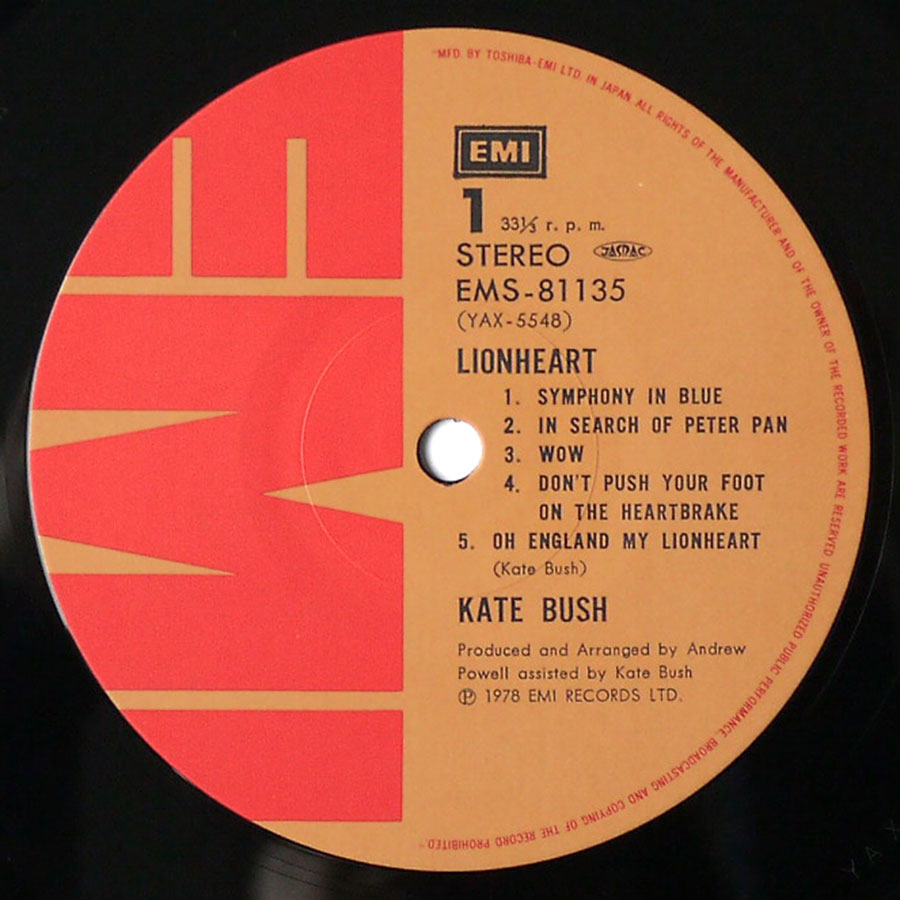 "MFD. BY TOSHIBA-EMI LTD. IN JAPAN. ALL RIGHTS OF THE MANUFACTURER AND OF THE OWNER OF THE RECORDED WORK ARE RESERVED UNAUTHORIZED PUBLIC PERFORMANCE, BROADCASTING AND COPYING OF THE RECORD PROHIBITED."
EMI
EMI
1 33⅓ r. p. m.
STEREO JASRAC
EMS-81135
(YAX-5548)
LIONHEART
1. SYMPHONY IN BLUE
2. IN SEARCH OF PETER PAN
3. WOW
4. DON'T PUSH YOUR FOOT
ON THE HEARTBRAKE
5. OH ENGLAND MY LIONHEART
(Kate Bush)
KATE BUSH
Produced and Arranged by Andrew
Powell assisted by Kate Bush
Ⓟ 1978 EMI RECORDS LTD.